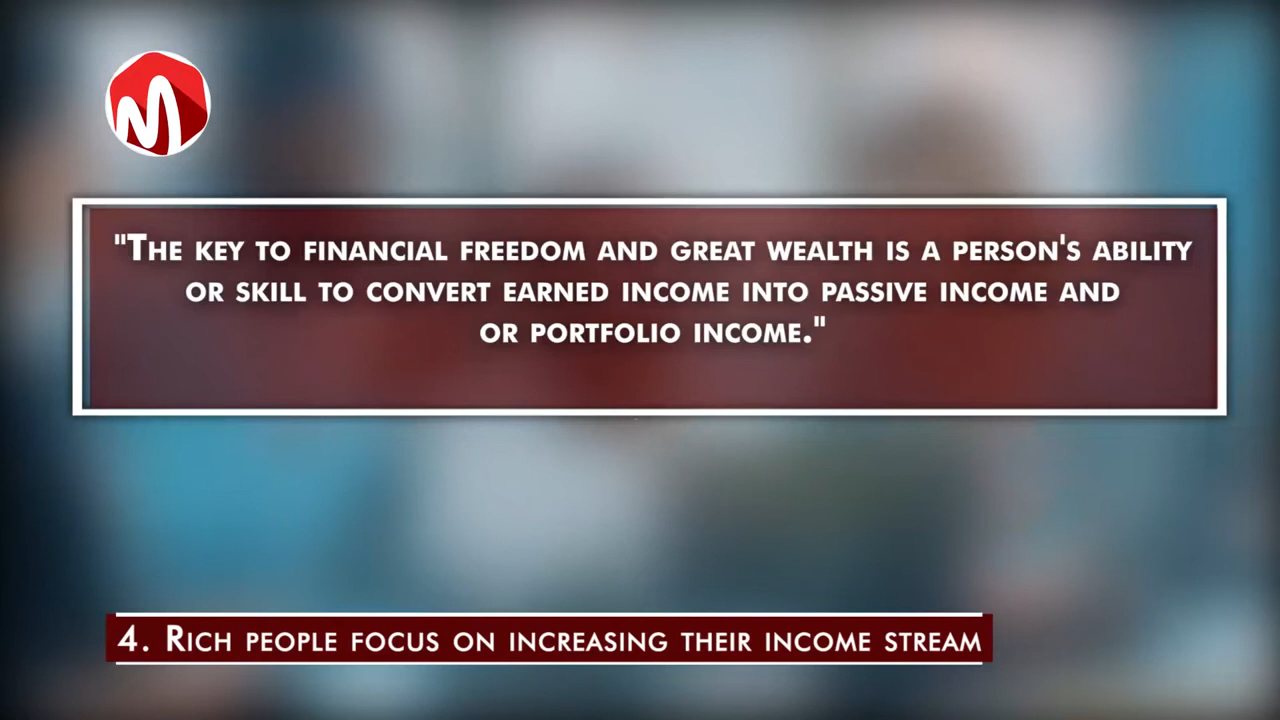 "The key to financial freedom and great wealth is a person's ability
or skill to convert earned income into passive income and
or portfolio income."
4. Rich people focus on increasing their income stream